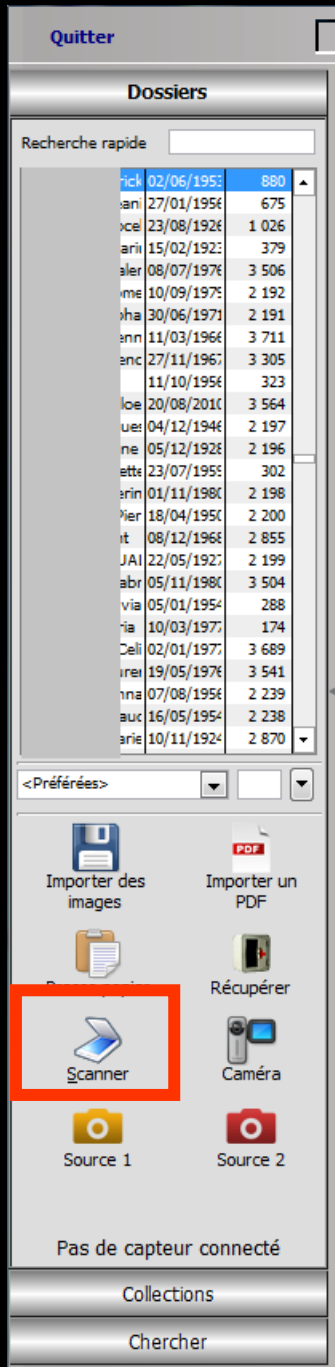 Quitter
Dossiers
Recherche rapide
02/06/195 880
27/01/1956 675
23/08/1926 1 026
15/02/192 379
08/07/1976 3 506
10/09/1979 2 192
30/06/1971 2 191
11/03/1966 3 711
27/11/196 3 305
11/10/1956 323
20/08/2010 3 564
04/12/1946 2 197
05/12/1928 2 196
23/07/1959 302
01/11/1980 2 198
18/04/1950 2 200
08/12/1968 2 855
22/05/192 2 199
05/11/1980 3 504
05/01/1954 288
10/03/197 174
02/01/197 3 689
19/05/1976 3 541
07/08/1956 2 239
16/05/1954 2 238
10/11/1924 2 870
<Préférées>
Importer des images
Importer un PDF
PDF
Récupérer
Scanner
Caméra
Source 1
Source 2
Pas de capteur connecté
Collections
Chercher